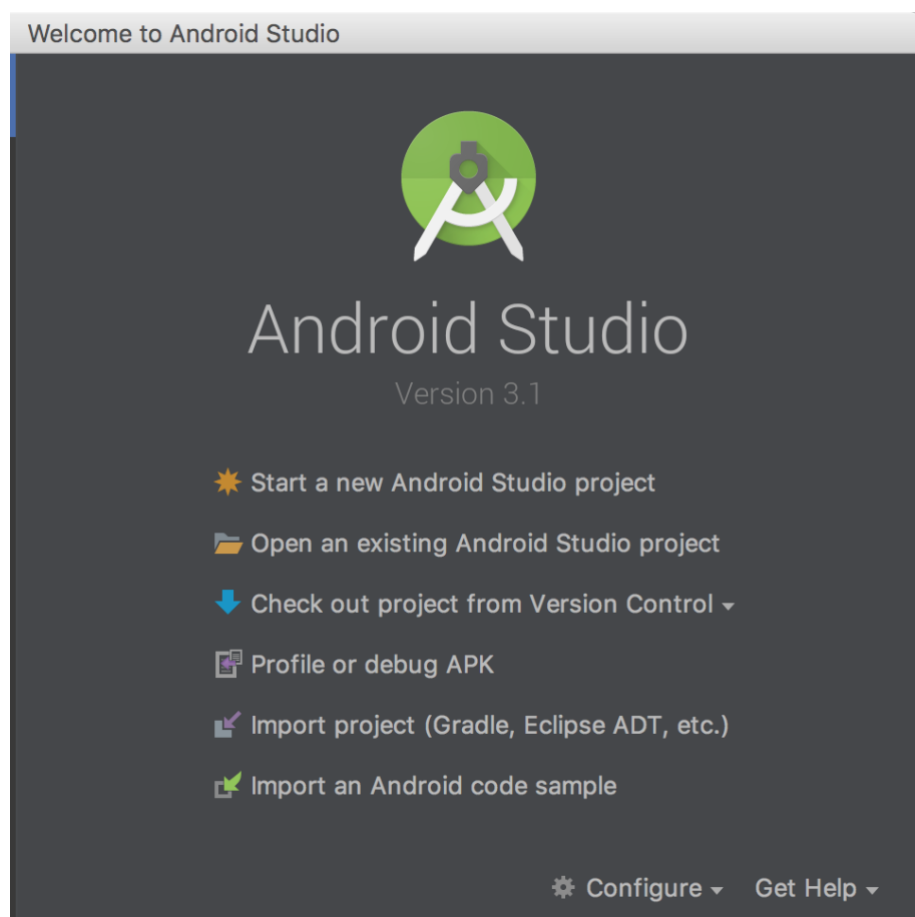 Welcome to Android Studio
Android Studio
Version 3.1
Start a new Android Studio project
Open an existing Android Studio project
Check out project from Version Control
Profile or debug APK
Import project (Gradle, Eclipse ADT, etc.)
Import an Android code sample
Configure Get Help